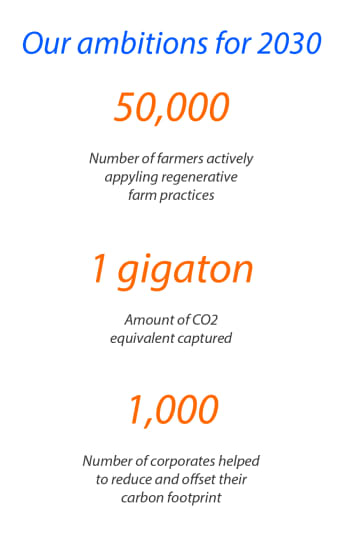 Our ambitions for 2030
50,000
Number of farmers actively
appyling regenerative
farm practices
1 gigaton
Amount of CO2
equivalent captured
1,000
Number of corporates helped
to reduce and offset their
carbon footprint